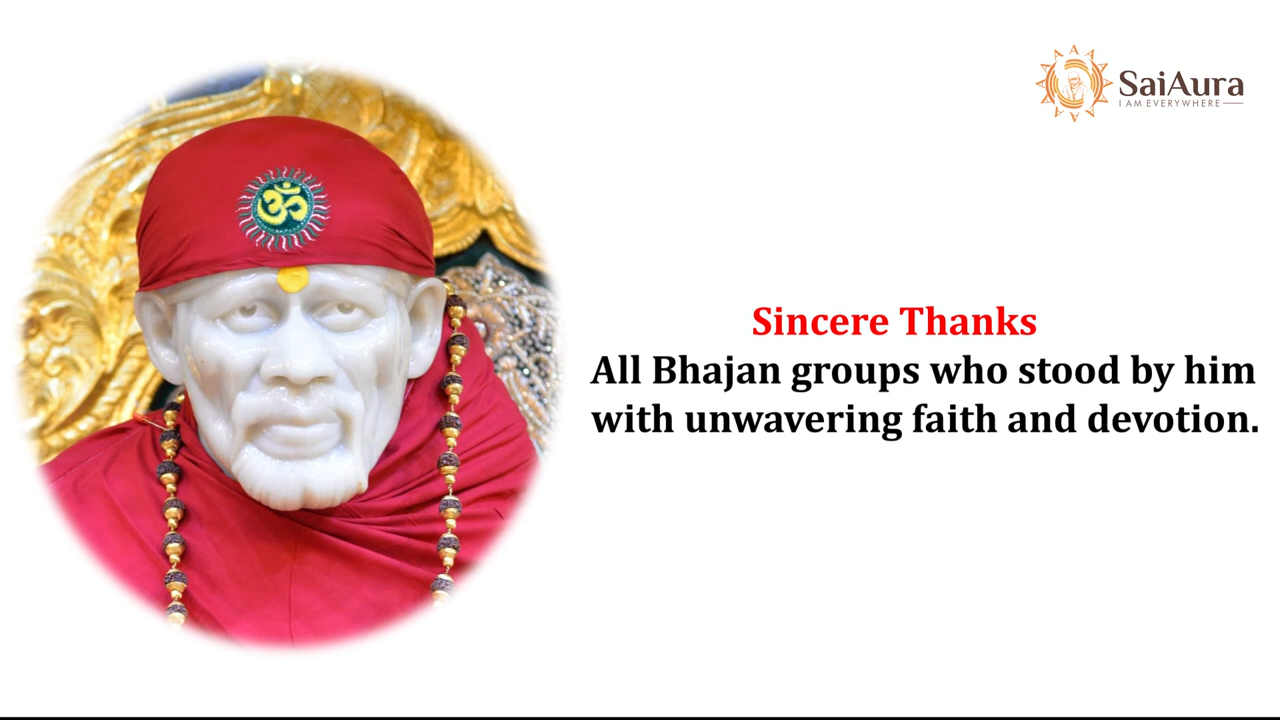 ॐ
SaiAura
I AM EVERYWHERE
Sincere Thanks
All Bhajan groups who stood by him
with unwavering faith and devotion.